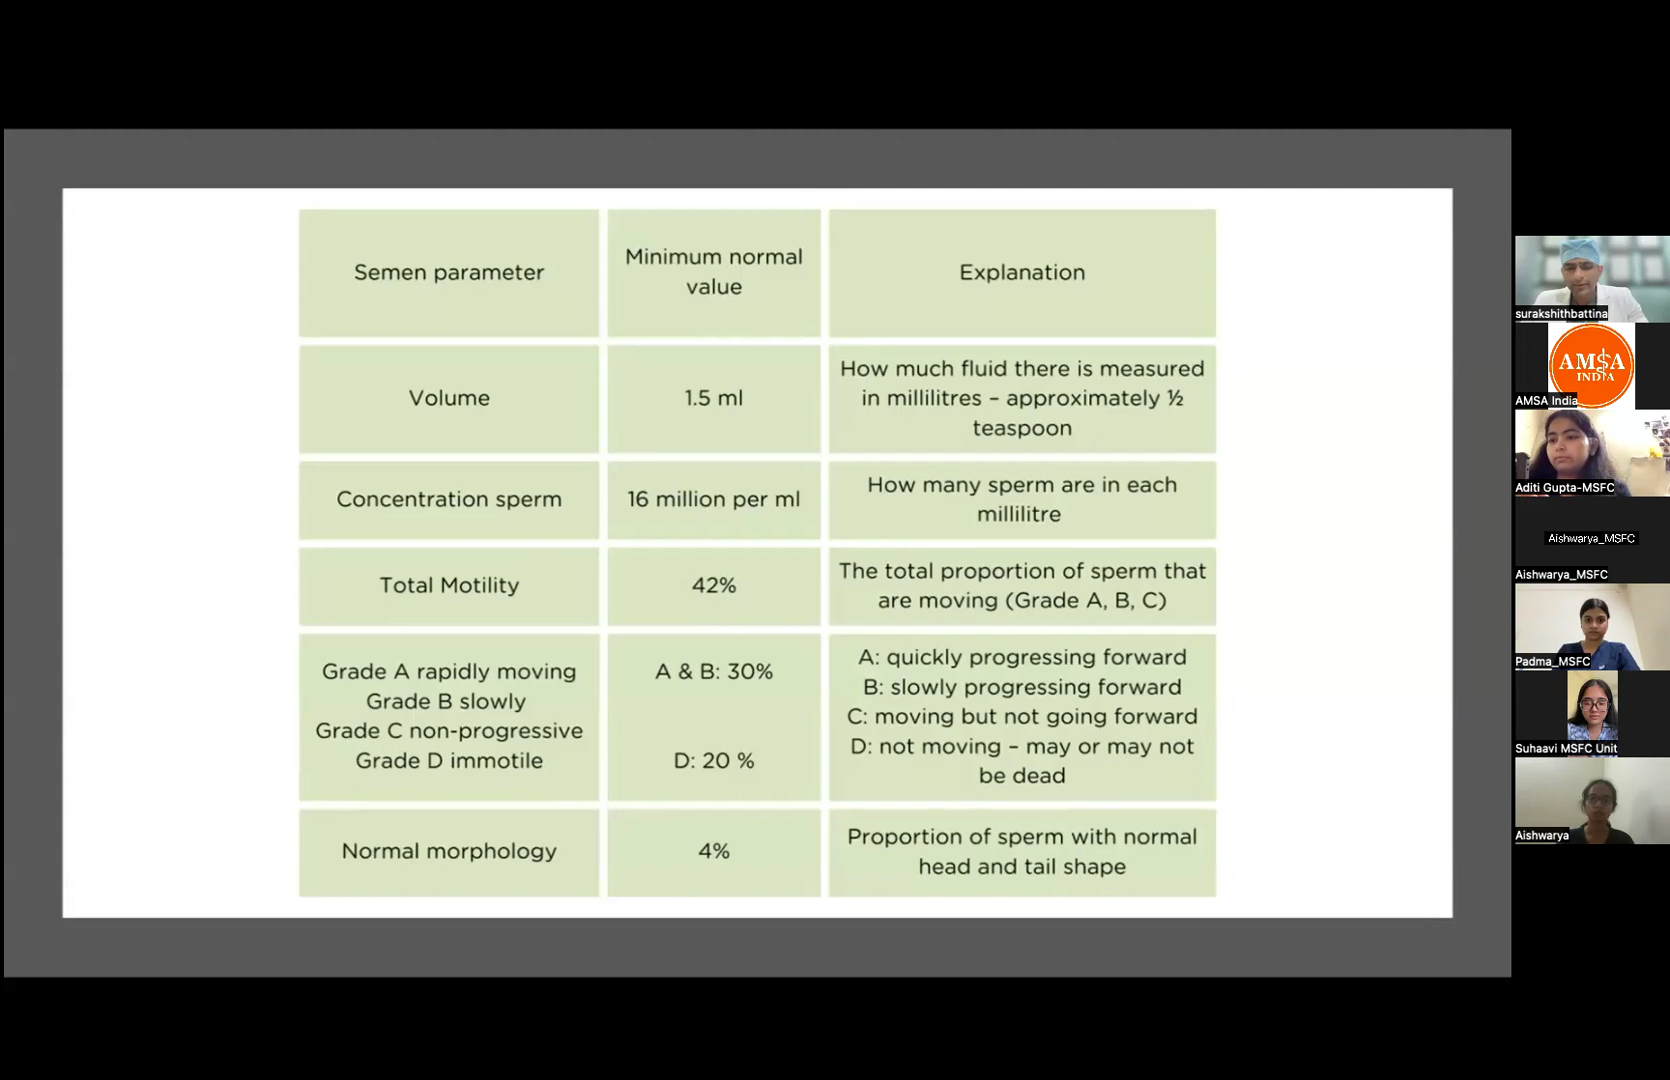 Semen parameter
Minimum normal
value
Explanation
Volume
1.5 ml
How much fluid there is measured
in millilitres – approximately ½
teaspoon
Concentration sperm
16 million per ml
How many sperm are in each
millilitre
Total Motility
42%
The total proportion of sperm that
are moving (Grade A, B, C)
Grade A rapidly moving
Grade B slowly
Grade C non-progressive
Grade D immotile
A & B: 30%
D: 20 %
A: quickly progressing forward
B: slowly progressing forward
C: moving but not going forward
D: not moving – may or may not
be dead
Normal morphology
4%
Proportion of sperm with normal
head and tail shape
surakshithbattina
AMSA
INDIA
AMSA India
Aditi Gupta-MSFC
Aishwarya_MSFC
Aishwarya_MSFC
Padma_MSFC
Suhaavi MSFC Unit
Aishwarya